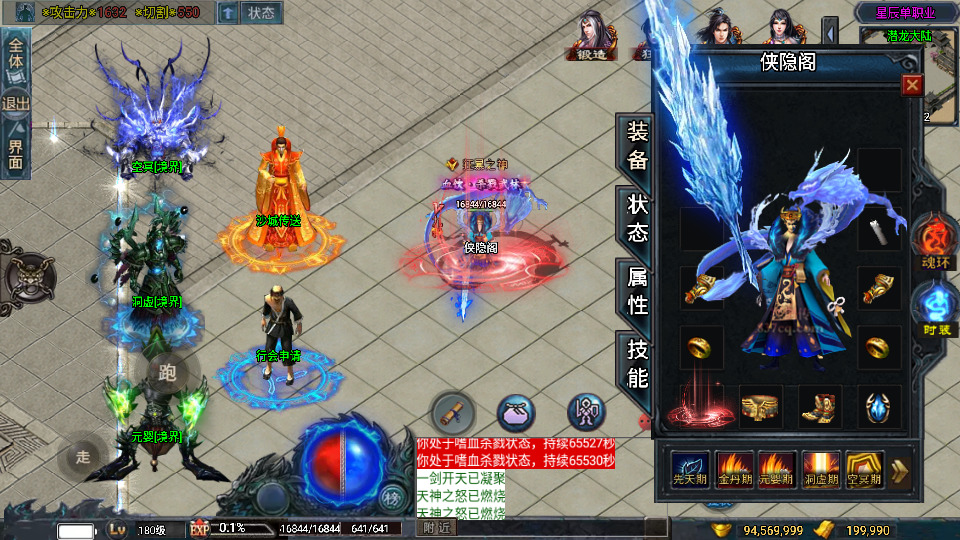 ※攻击力※1632 ※切割※550
状态
全体
退出
界面
锻造
星辰单职业
潜龙大陆
2
侠隐阁
装备
状态
属性
技能
魂环
时装
空冥[境界]
沙城传送
狂暴之神
16844/16844
侠隐阁
洞虚[境界]
行会申请
跑
元婴[境界]
走
榜
你处于嗜血杀戮状态，持续65527秒
你处于嗜血杀戮状态，持续65530秒
一剑开天已凝聚
天神之怒已燃烧
天神之怒已燃烧
先天期
金丹期
元婴期
洞虚期
空冥期
Lv 180级
EXP 0.1%
16844/16844
641/641
附近
94,569,999
199,990